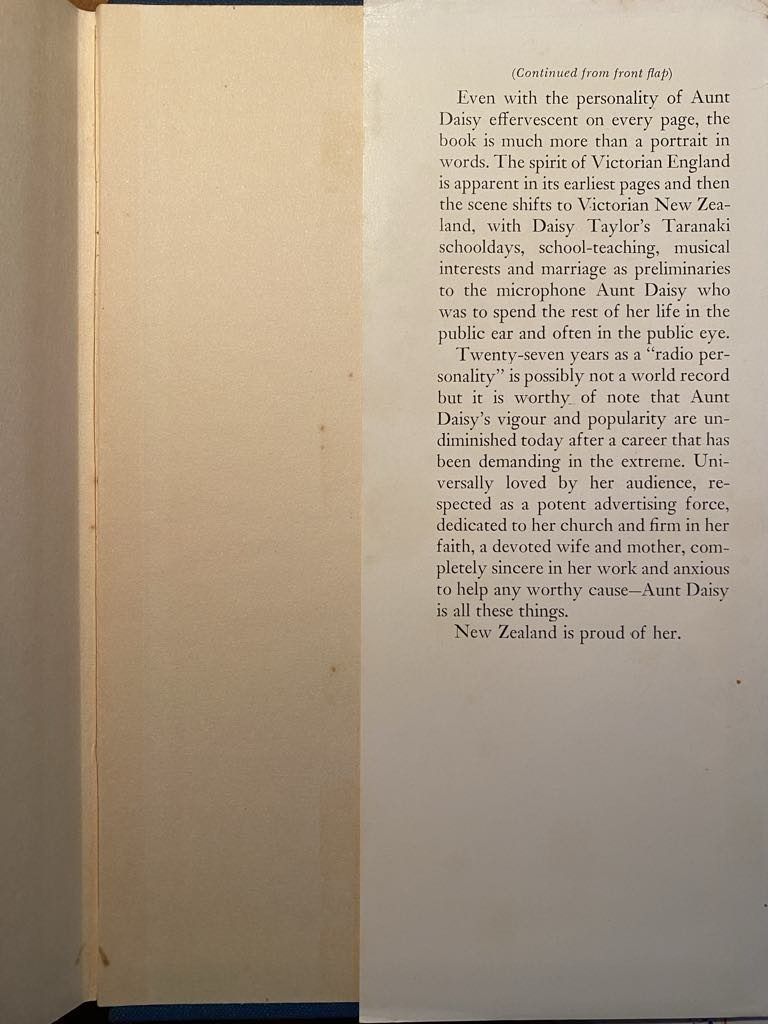 (Continued from front flap)
Even with the personality of Aunt
Daisy effervescent on every page, the
book is much more than a portrait in
words. The spirit of Victorian England
is apparent in its earliest pages and then
the scene shifts to Victorian New Zea-
land, with Daisy Taylor's Taranaki
schooldays, school-teaching, musical
interests and marriage as preliminaries
to the microphone Aunt Daisy who
was to spend the rest of her life in the
public ear and often in the public eye.
Twenty-seven years as a “radio per-
sonality” is possibly not a world record
but it is worthy of note that Aunt
Daisy's vigour and popularity are un-
diminished today after a career that has
been demanding in the extreme. Uni-
versally loved by her audience, re-
spected as a potent advertising force,
dedicated to her church and firm in her
faith, a devoted wife and mother, com-
pletely sincere in her work and anxious
to help any worthy cause—Aunt Daisy
is all these things.
New Zealand is proud of her.